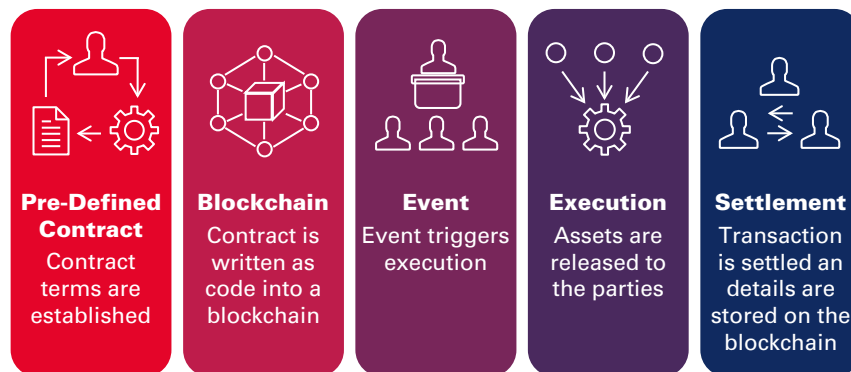 Pre-Defined
Contract
Contract
terms are
established
Blockchain
Contract is
written as
code into a
blockchain
Event
Event triggers
execution
Execution
Assets are
released to
the parties
Settlement
Transaction
is settled an
details are
stored on the
blockchain